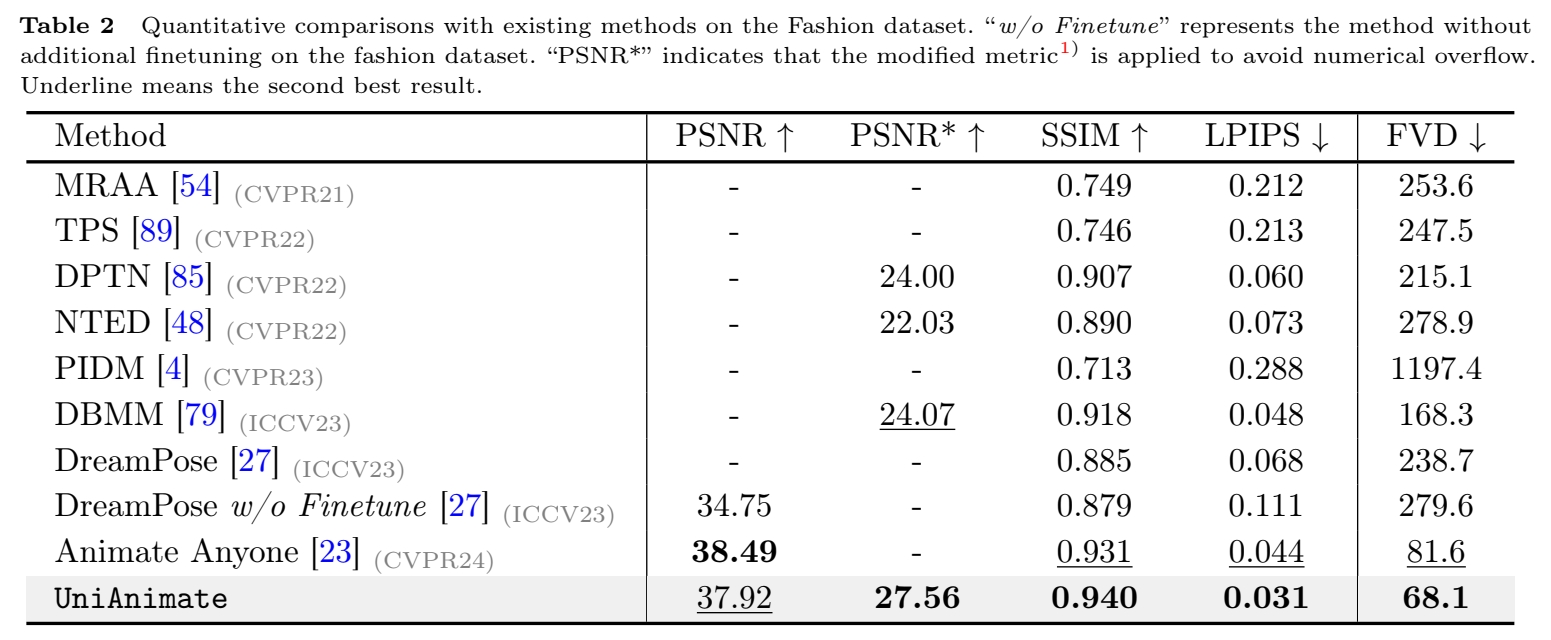 Table 2 Quantitative comparisons with existing methods on the Fashion dataset. “w/o Finetune” represents the method without
additional finetuning on the fashion dataset. “PSNR*” indicates that the modified metric1) is applied to avoid numerical overflow.
Underline means the second best result.
Method PSNR ↑ PSNR* ↑ SSIM ↑ LPIPS ↓ FVD ↓
MRAA [54] (CVPR21) - - 0.749 0.212 253.6
TPS [89] (CVPR22) - - 0.746 0.213 247.5
DPTN [85] (CVPR22) - 24.00 0.907 0.060 215.1
NTED [48] (CVPR22) - 22.03 0.890 0.073 278.9
PIDM [4] (CVPR23) - - 0.713 0.288 1197.4
DBMM [79] (ICCV23) - 24.07 0.918 0.048 168.3
DreamPose [27] (ICCV23) - - 0.885 0.068 238.7
DreamPose w/o Finetune [27] (ICCV23) 34.75 - 0.879 0.111 279.6
Animate Anyone [23] (CVPR24) 38.49 - 0.931 0.044 81.6
UniAnimate 37.92 27.56 0.940 0.031 68.1